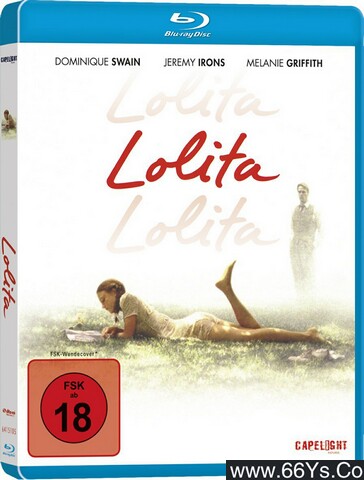 Blu-ray Disc
DOMINIQUE SWAIN JEREMY IRONS MELANIE GRIFFITH
Lolita
Lolita
Lolita
Lolita
FSK-Wendecover*
FSK
ab
18
CAPELIGHT
PICTURES
www.66Ys.Co